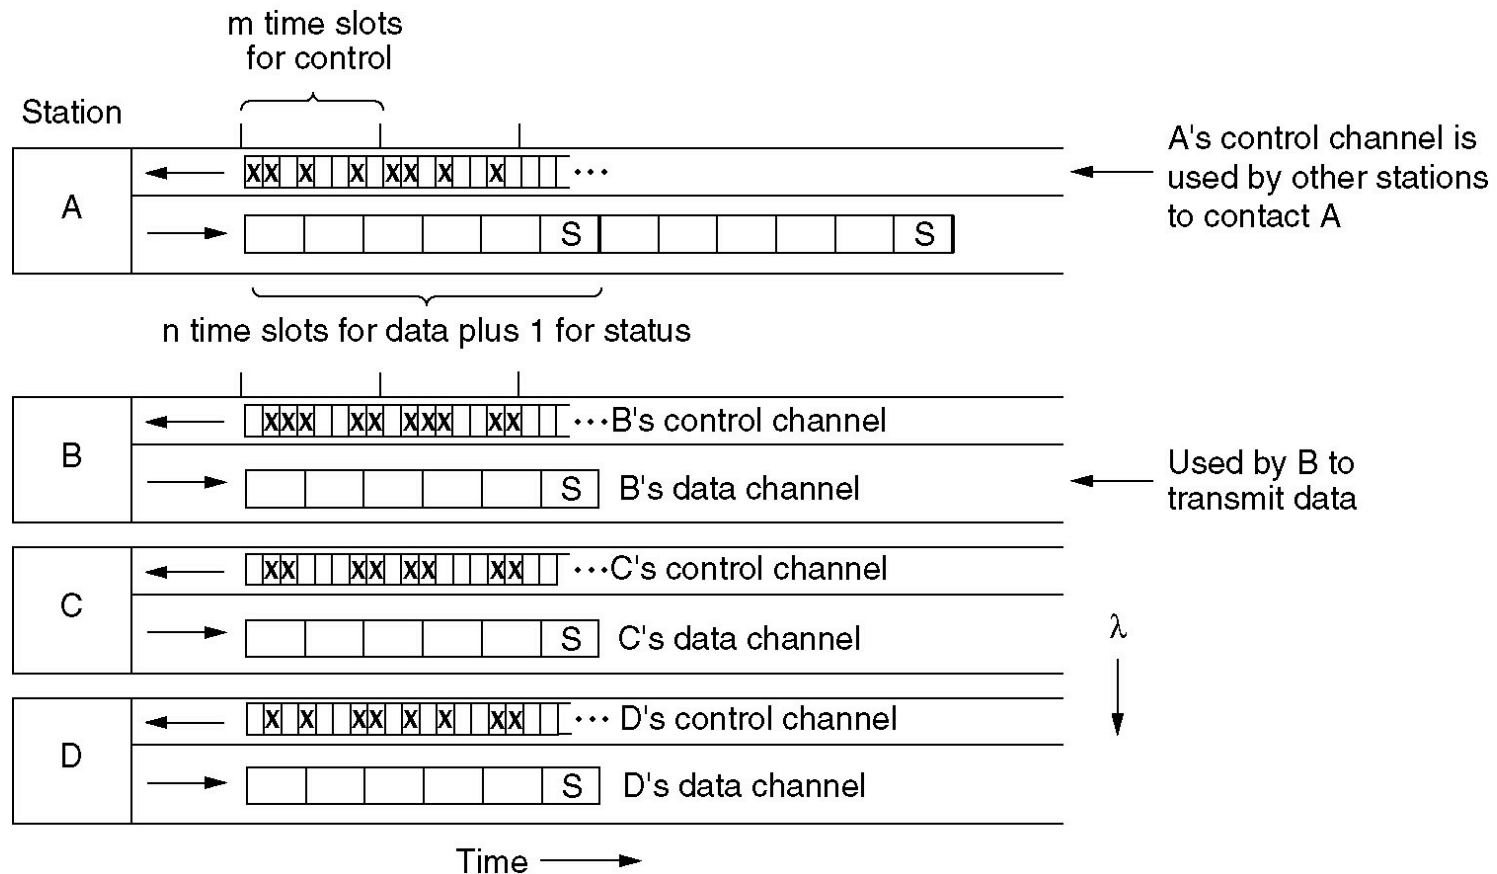 m time slots
for control
Station
A's control channel is
used by other stations
to contact A
A
X X X X X X X X ...
S S
n time slots for data plus 1 for status
B
X X X X X X X X X X ... B's control channel
S B's data channel
Used by B to
transmit data
C
X X X X X X X X ... C's control channel
S C's data channel
λ
D
X X X X X X X X ... D's control channel
S D's data channel
Time